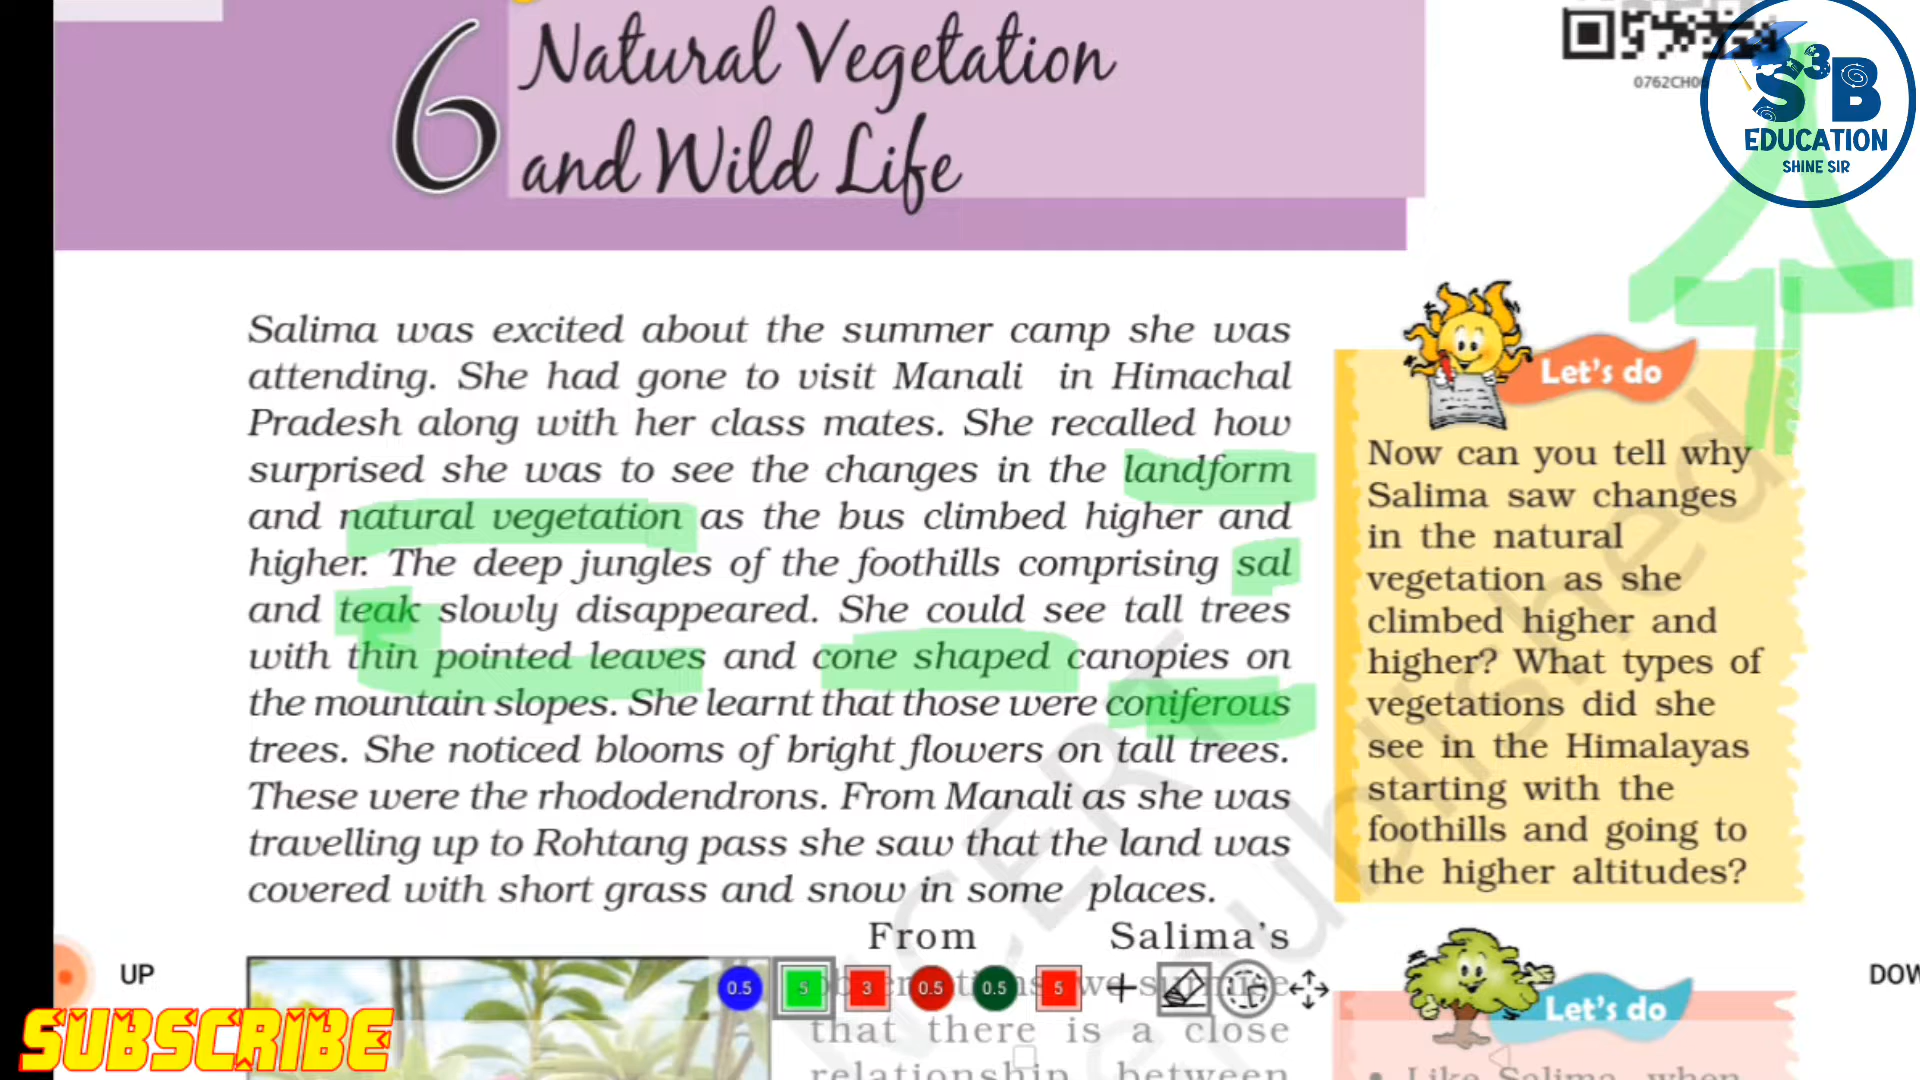 6
Natural Vegetation
and Wild Life
S³B
EDUCATION
SHINE SIR
Salima was excited about the summer camp she was
attending. She had gone to visit Manali in Himachal
Pradesh along with her class mates. She recalled how
surprised she was to see the changes in the landform
and natural vegetation as the bus climbed higher and
higher. The deep jungles of the foothills comprising sal
and teak slowly disappeared. She could see tall trees
with thin pointed leaves and cone shaped canopies on
the mountain slopes. She learnt that those were coniferous
trees. She noticed blooms of bright flowers on tall trees.
These were the rhododendrons. From Manali as she was
travelling up to Rohtang pass she saw that the land was
covered with short grass and snow in some places.
From Salima's
that there is a close
relationship between
Let's do
Now can you tell why
Salima saw changes
in the natural
vegetation as she
climbed higher and
higher? What types of
vegetations did she
see in the Himalayas
starting with the
foothills and going to
the higher altitudes?
Let's do
• Like Salima, when
UP
0.5 5 3 0.5 0.5 5
SUBSCRIBE